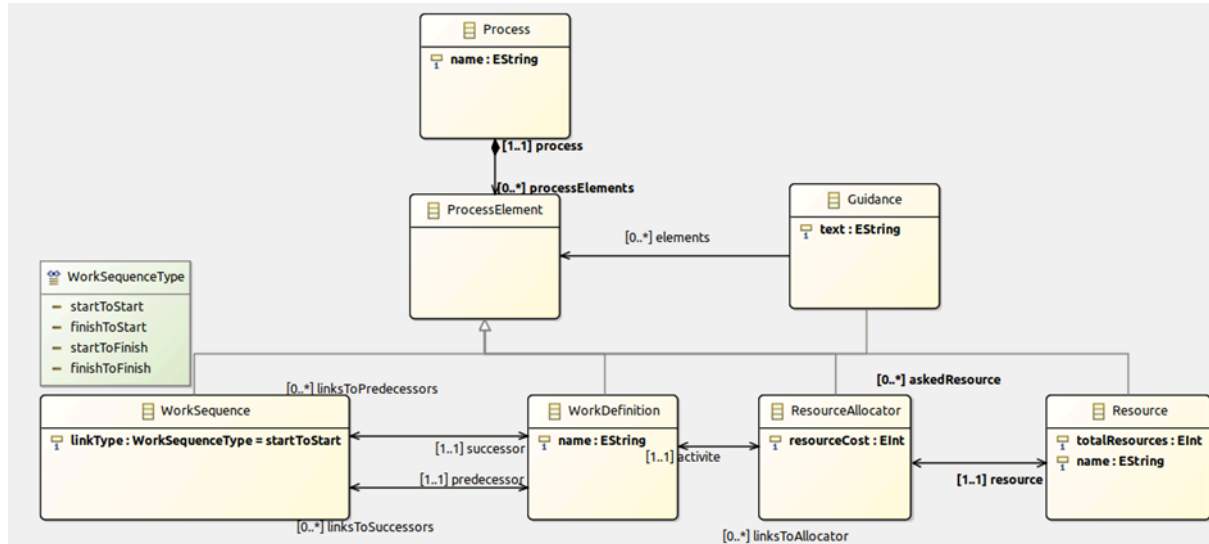 Process
name : EString
[1..1] process
[0..*] processElements
ProcessElement
Guidance
text : EString
[0..*] elements
WorkSequenceType
startToStart
finishToStart
startToFinish
finishToFinish
[0..*] linksToPredecessors
[0..*] askedResource
WorkSequence
linkType : WorkSequenceType = startToStart
WorkDefinition
name : EString
ResourceAllocator
resourceCost : EInt
Resource
totalResources : EInt
name : EString
[1..1] successor
[1..1] activite
[1..1] predecessor
[1..1] resource
[0..*] linksToSuccessors
[0..*] linksToAllocator